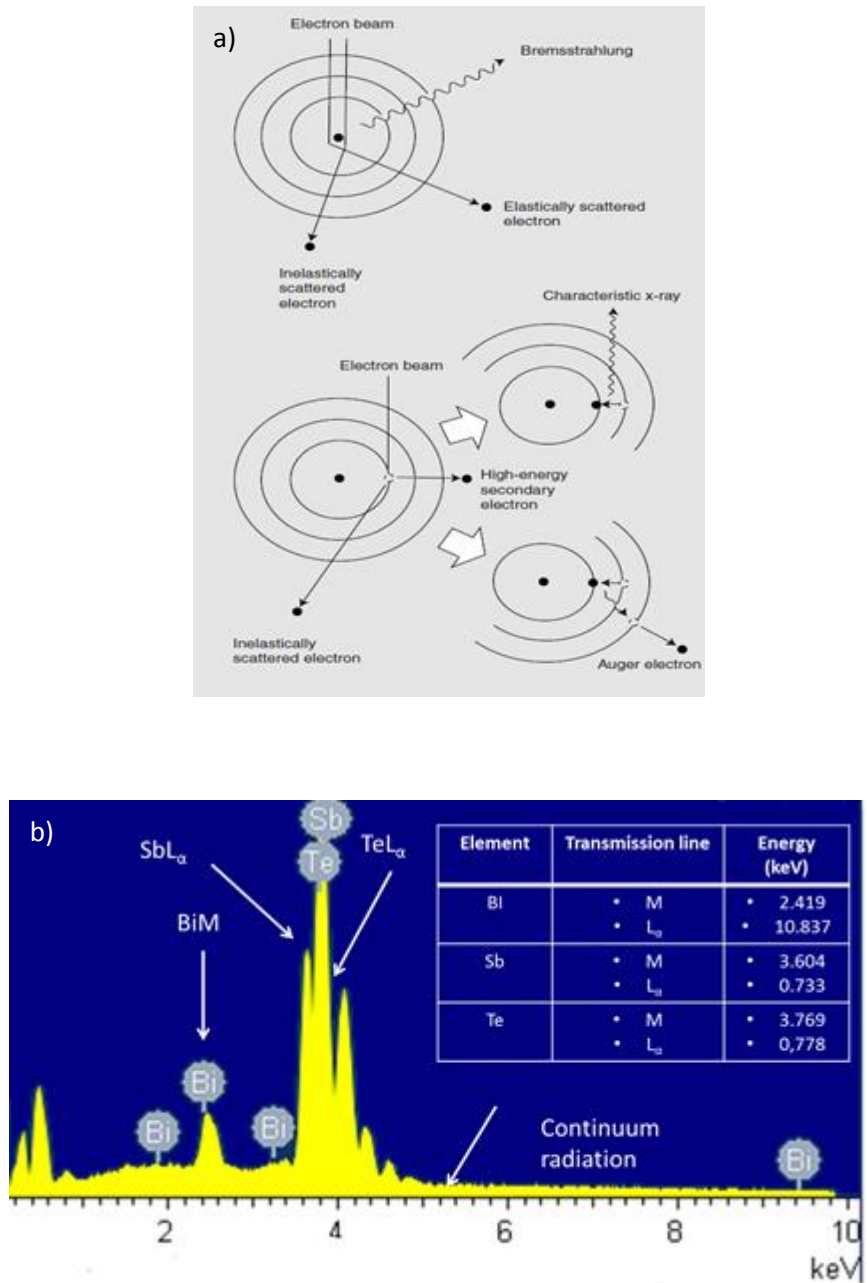 a)
Electron beam
Bremsstrahlung
Elastically scattered
electron
Inelastically
scattered
electron
Characteristic x-ray
Electron beam
High-energy
secondary
electron
Inelastically
scattered electron
Auger electron
b)
SbLα
BiM
Sb
Te
TeLα
Bi
Bi
Bi
Bi
Element Transmission line Energy
(keV)
BI • M • 2.419
• Lα • 10.837
Sb • M • 3.604
• Lα • 0.733
Te • M • 3.769
• Lα • 0,778
Continuum
radiation
2 4 6 8 10
keV